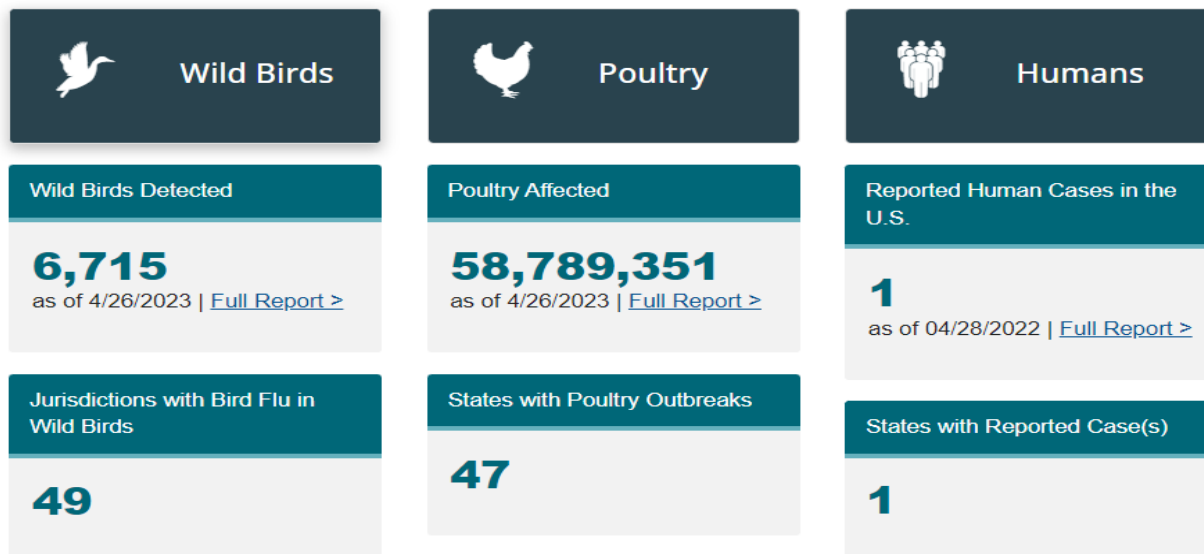 Wild Birds
Poultry
Humans
Wild Birds Detected
6,715
as of 4/26/2023 | Full Report >
Jurisdictions with Bird Flu in
Wild Birds
49
Poultry Affected
58,789,351
as of 4/26/2023 | Full Report >
States with Poultry Outbreaks
47
Reported Human Cases in the
U.S.
1
as of 04/28/2022 | Full Report >
States with Reported Case(s)
1